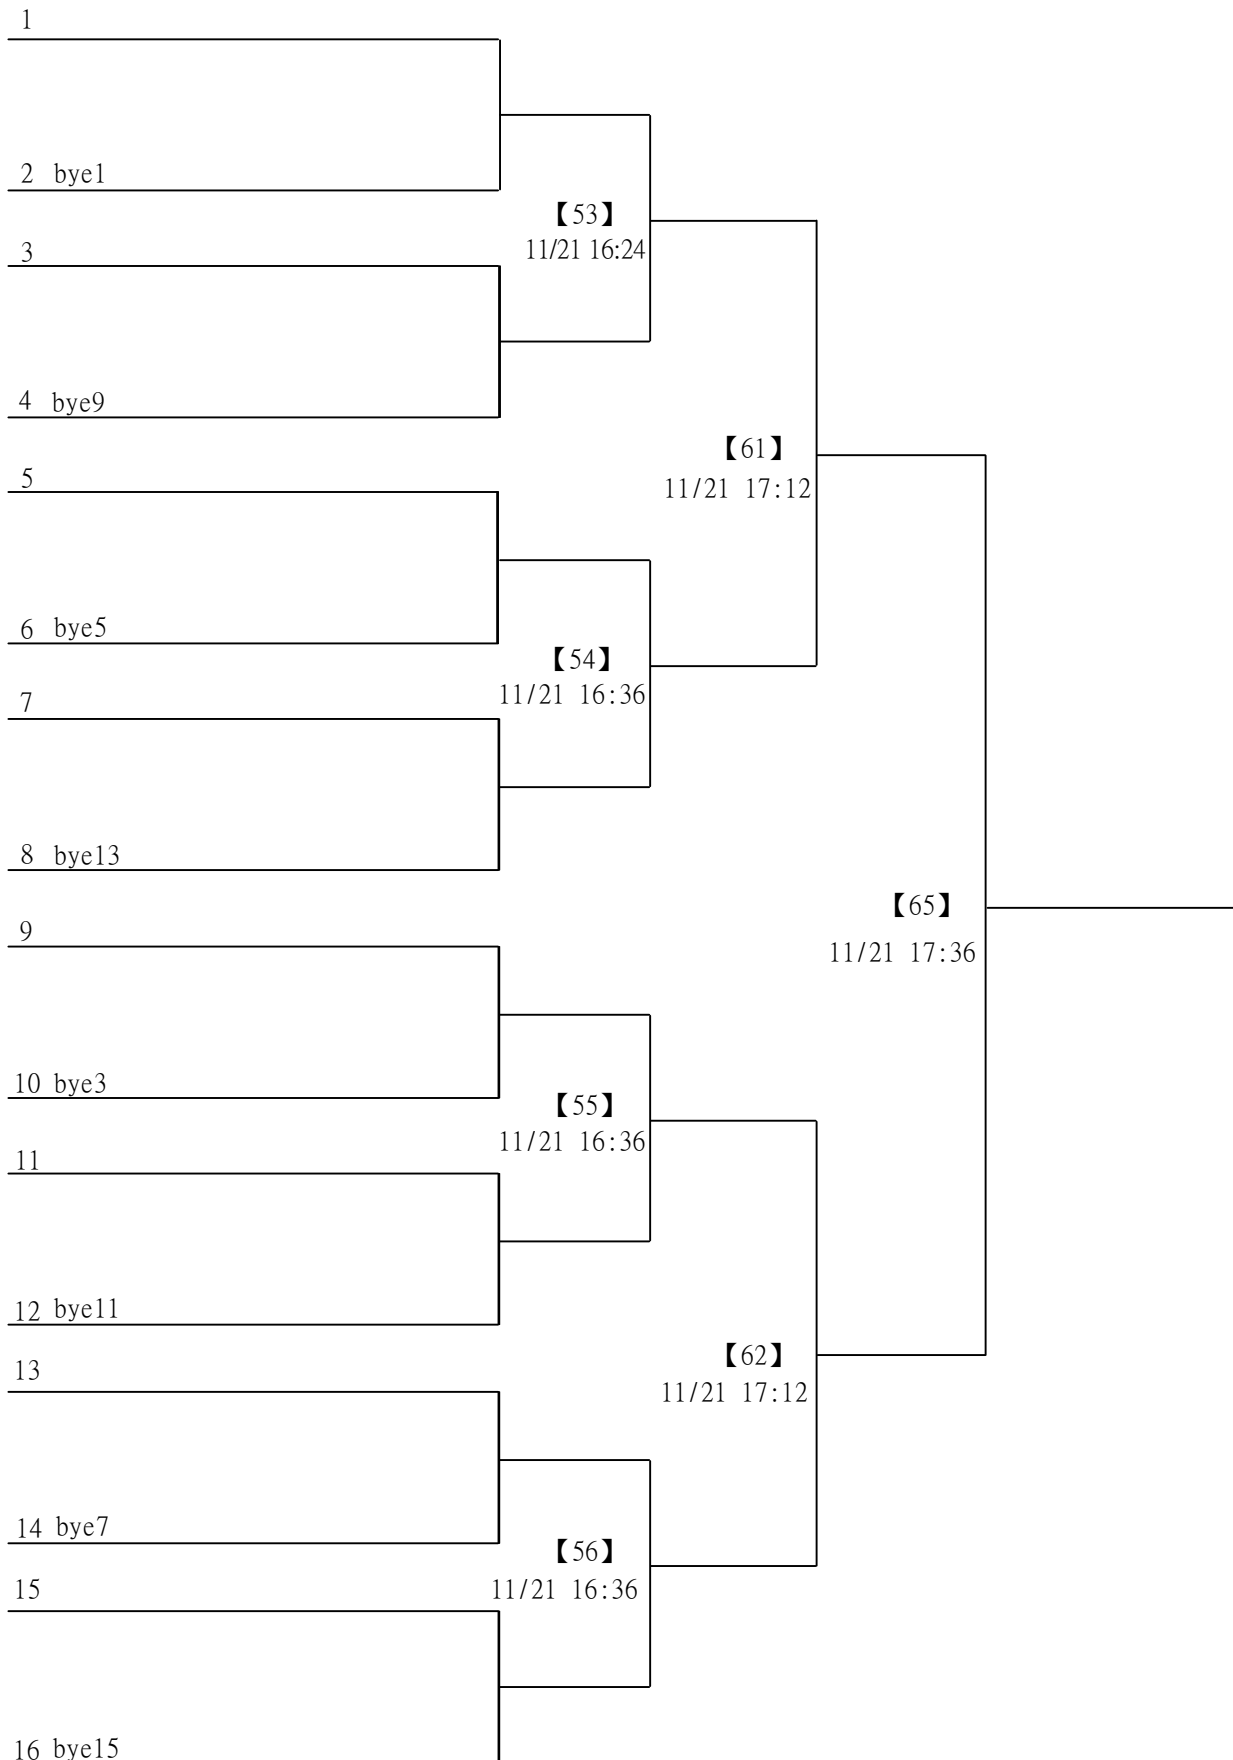 1
2 bye1
【53】
11/21 16:24
3
4 bye9
【61】
11/21 17:12
5
6 bye5
【54】
11/21 16:36
7
8 bye13
【65】
11/21 17:36
9
10 bye3
【55】
11/21 16:36
11
12 bye11
【62】
11/21 17:12
13
14 bye7
【56】
11/21 16:36
15
16 bye15